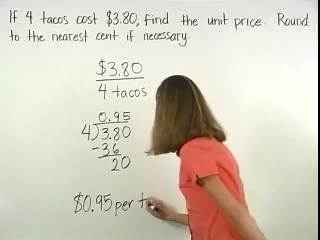 If 4 tacos cost $3.80, find the unit price. Round
to the nearest cent if necessary.
$3.80
4 tacos
0.95
4)3.80
-36
20
$0.95 per t